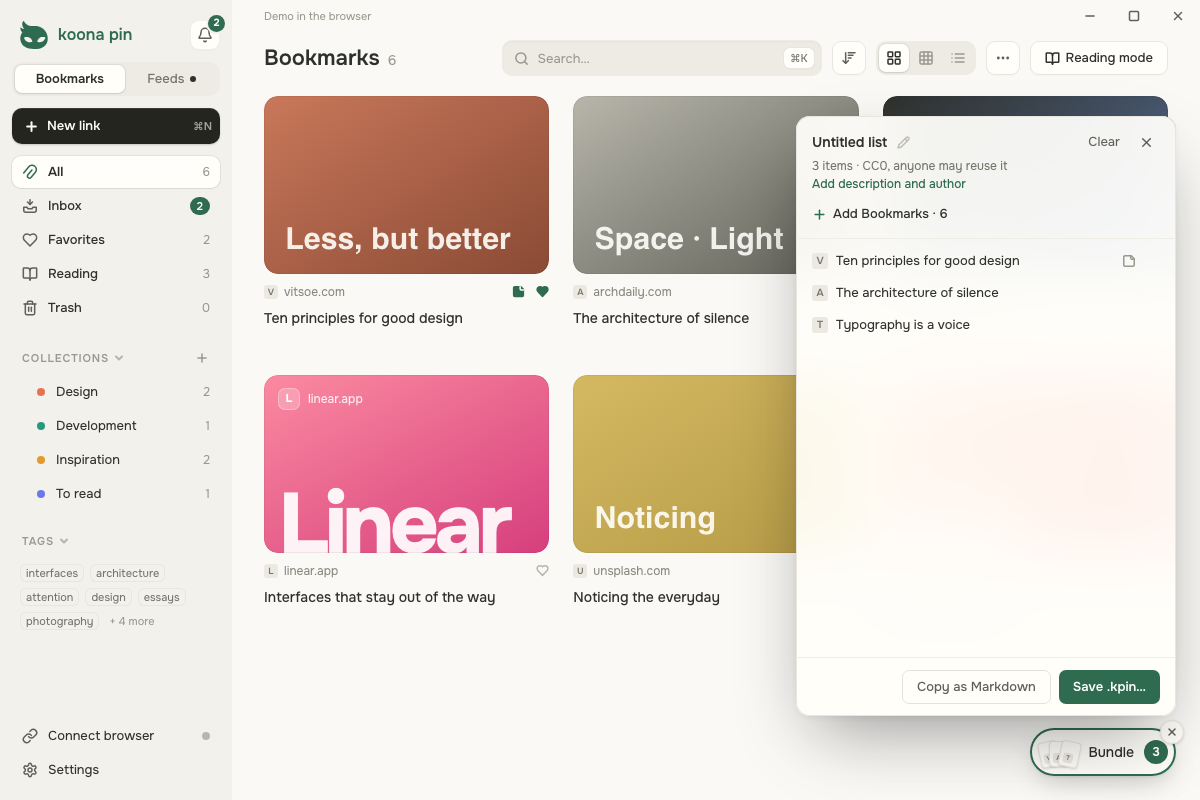 koona pin
2
Bookmarks
Feeds
New link
⌘N
All
6
Inbox
2
Favorites
2
Reading
3
Trash
0
COLLECTIONS
Design
2
Development
1
Inspiration
2
To read
1
TAGS
interfaces
architecture
attention
design
essays
photography
+ 4 more
Connect browser
Settings
Demo in the browser
Bookmarks 6
Search...
⌘K
Reading mode
Less, but better
V vitsoe.com
Ten principles for good design
Space · Light
A archdaily.com
The architecture of silence
L linear.app
Linear
L linear.app
Interfaces that stay out of the way
Noticing
U unsplash.com
Noticing the everyday
Untitled list
Clear
3 items · CC0, anyone may reuse it
Add description and author
Add Bookmarks · 6
V Ten principles for good design
A The architecture of silence
T Typography is a voice
Copy as Markdown
Save .kpin...
Bundle
3